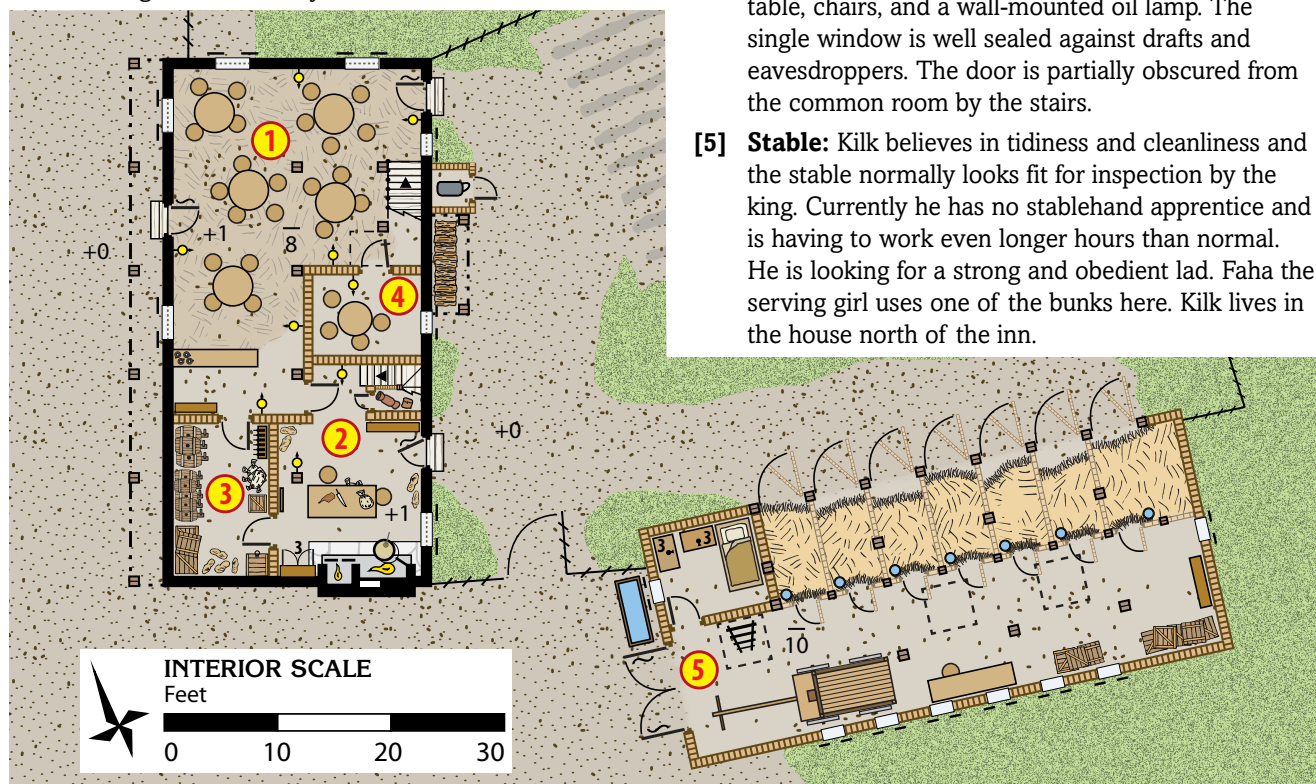 table, chairs, and a wall-mounted oil lamp. The
single window is well sealed against drafts and
eavesdroppers. The door is partially obscured from
the common room by the stairs.
[5] Stable: Kilk believes in tidiness and cleanliness and
the stable normally looks fit for inspection by the
king. Currently he has no stablehand apprentice and
is having to work even longer hours than normal.
He is looking for a strong and obedient lad. Faha the
serving girl uses one of the bunks here. Kilk lives in
the house north of the inn.
1
+0
+1
8
4
2
+0
3
+1
3
3
3
10
5
INTERIOR SCALE
Feet
0 10 20 30